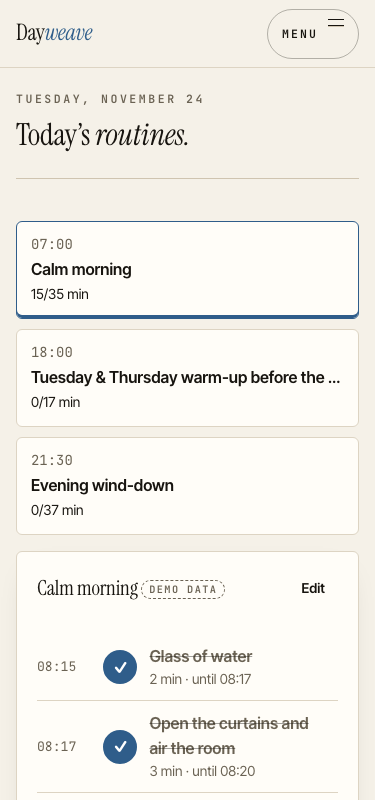 Dayweave
MENU
TUESDAY, NOVEMBER 24
Today's routines.
07:00
Calm morning
15/35 min
18:00
Tuesday & Thursday warm-up before the ...
0/17 min
21:30
Evening wind-down
0/37 min
Calm morning DEMO DATA Edit
08:15
Glass of water
2 min · until 08:17
08:17
Open the curtains and
air the room
3 min · until 08:20